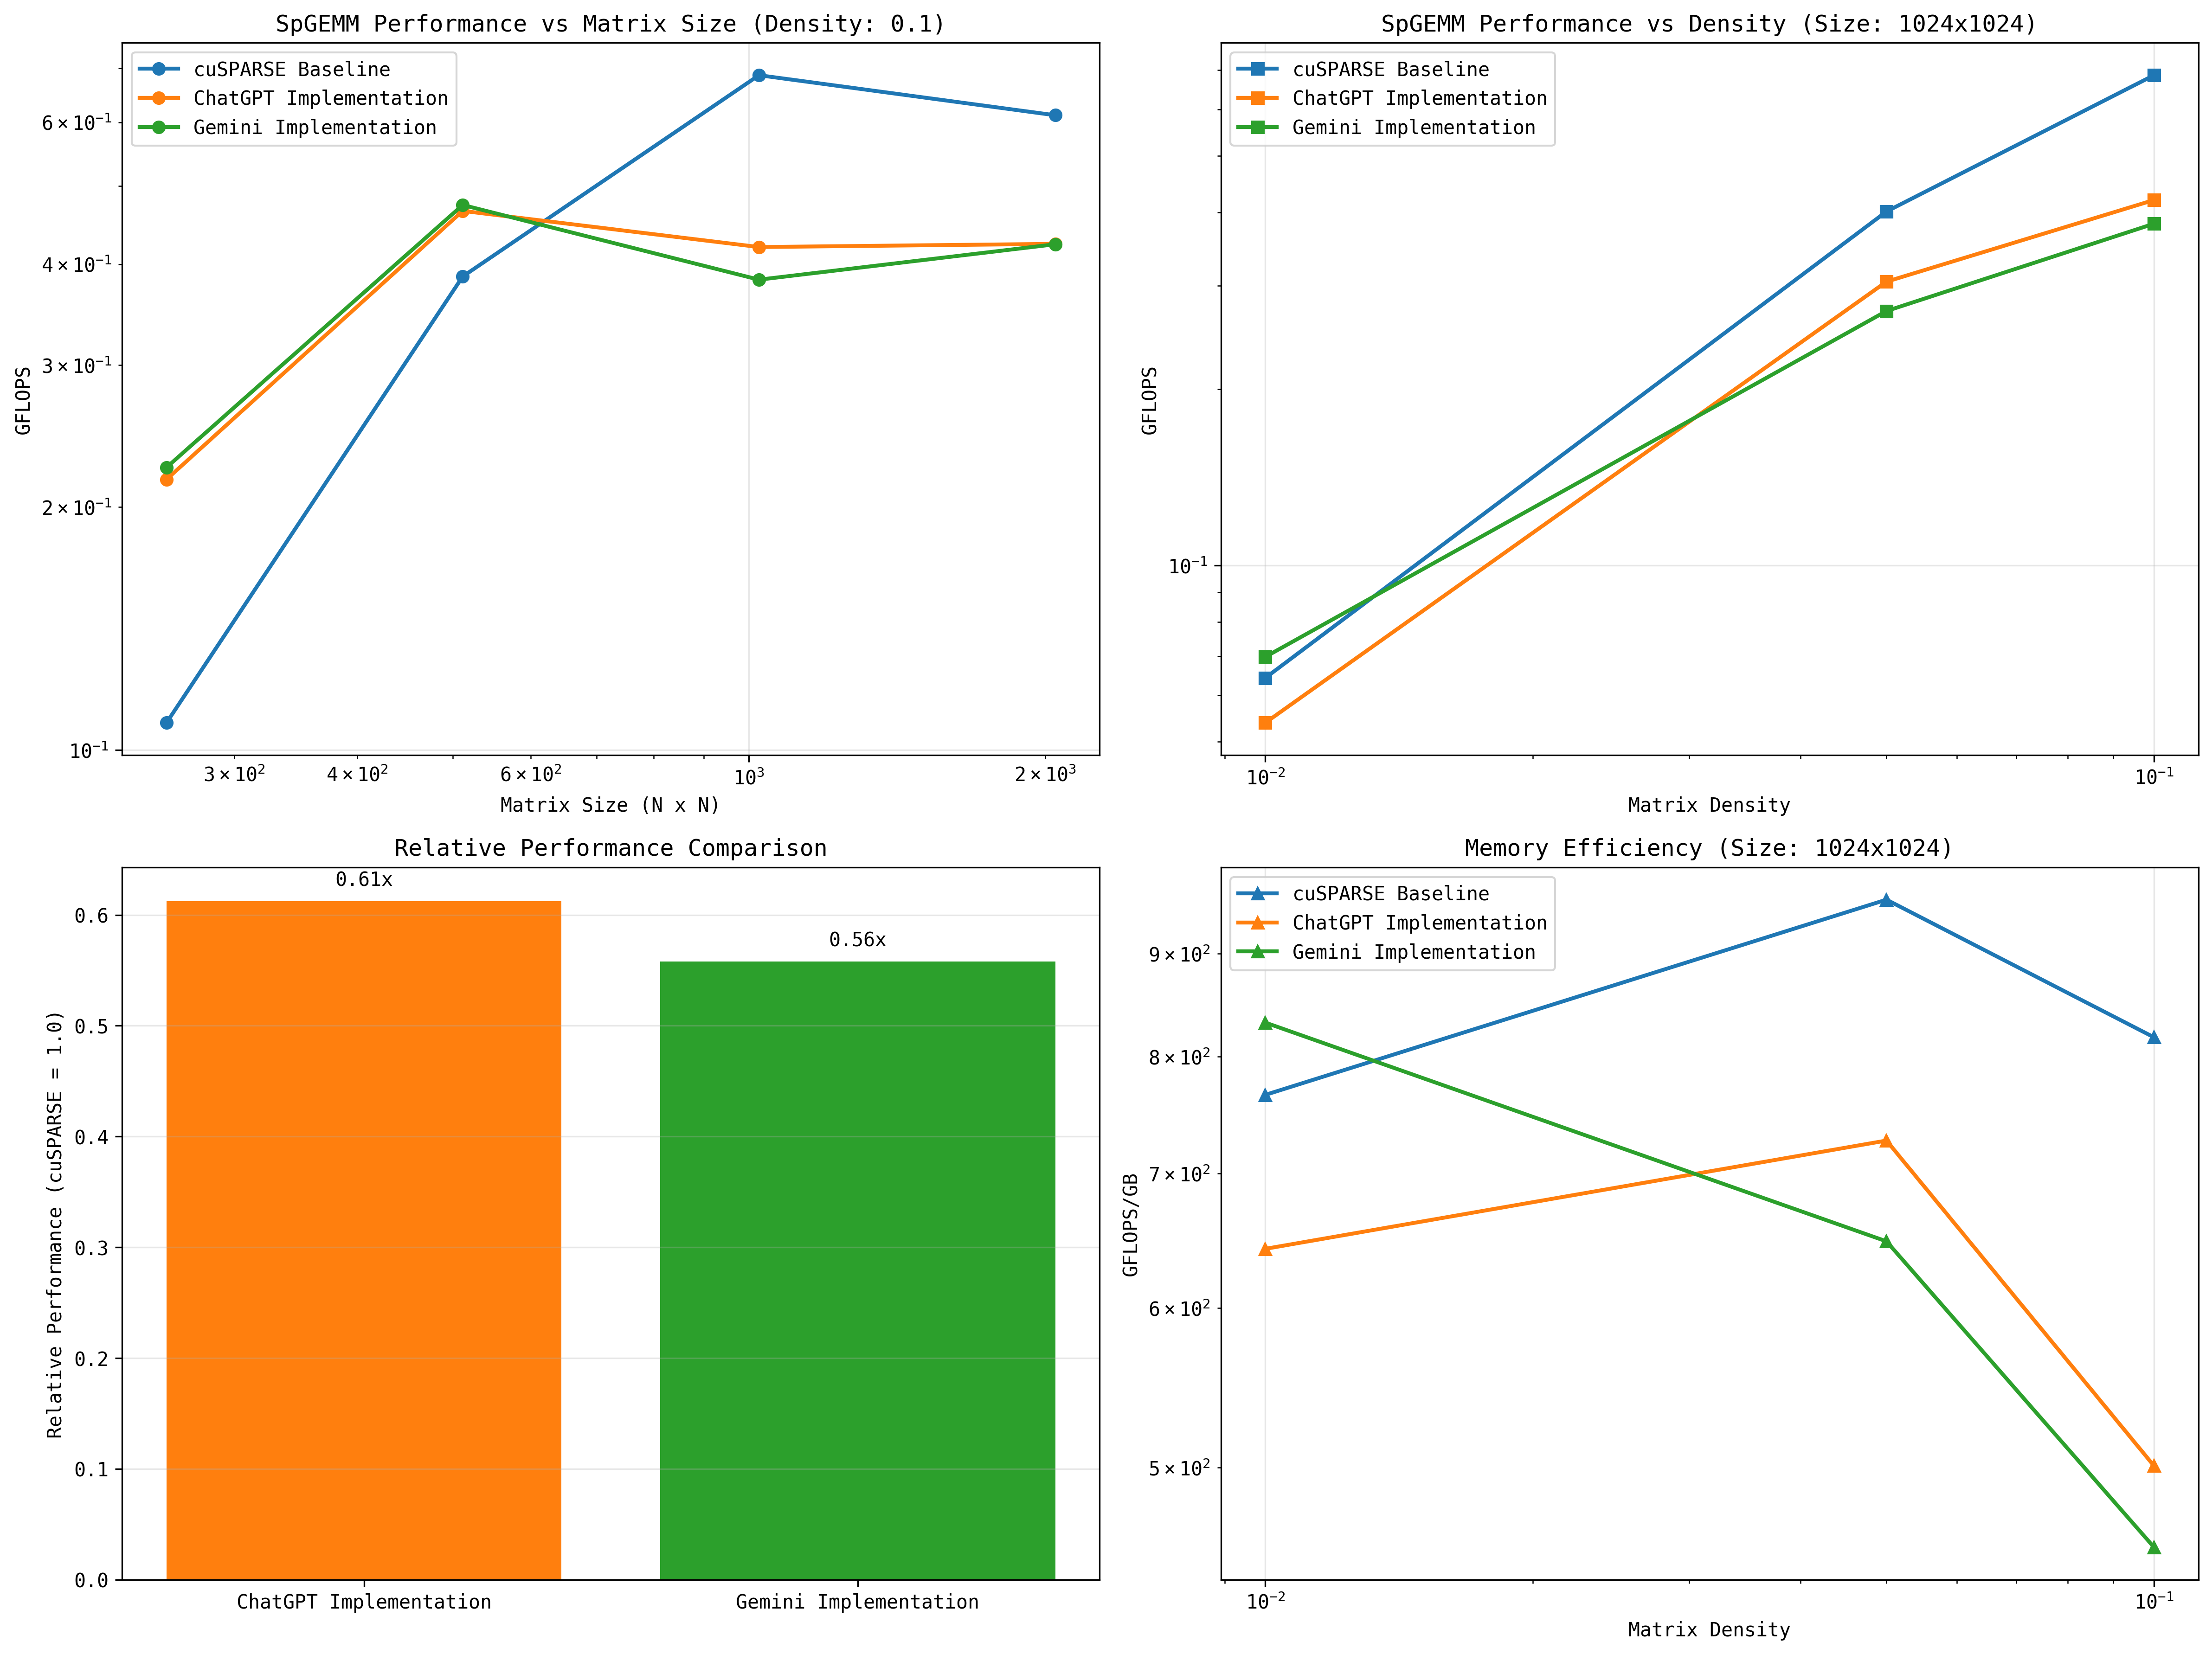 SpGEMM Performance vs Matrix Size (Density: 0.1)
cuSPARSE Baseline
ChatGPT Implementation
Gemini Implementation
6×10⁻¹
4×10⁻¹
3×10⁻¹
2×10⁻¹
10⁻¹
GFLOPS
3×10² 4×10² 6×10² 10³ 2×10³
Matrix Size (N x N)
SpGEMM Performance vs Density (Size: 1024x1024)
cuSPARSE Baseline
ChatGPT Implementation
Gemini Implementation
10⁻¹
GFLOPS
10⁻² 10⁻¹
Matrix Density
Relative Performance Comparison
0.61x
0.56x
0.6
0.5
0.4
0.3
0.2
0.1
0.0
Relative Performance (cuSPARSE = 1.0)
ChatGPT Implementation Gemini Implementation
Memory Efficiency (Size: 1024x1024)
cuSPARSE Baseline
ChatGPT Implementation
Gemini Implementation
9×10²
8×10²
7×10²
6×10²
5×10²
GFLOPS/GB
10⁻² 10⁻¹
Matrix Density